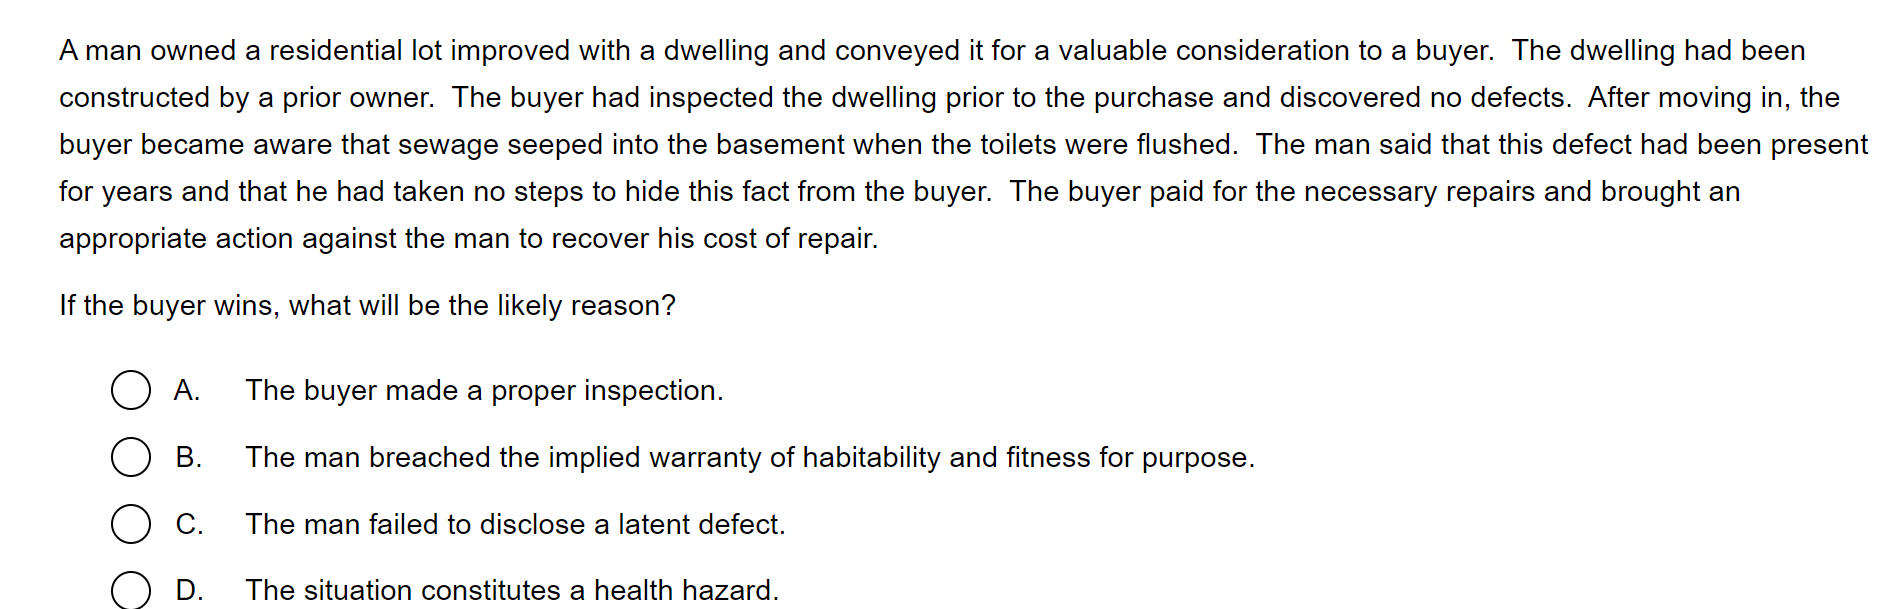 A man owned a residential lot improved with a dwelling and conveyed it for a valuable consideration to a buyer.  The dwelling had been
constructed by a prior owner.  The buyer had inspected the dwelling prior to the purchase and discovered no defects.  After moving in, the
buyer became aware that sewage seeped into the basement when the toilets were flushed.  The man said that this defect had been present
for years and that he had taken no steps to hide this fact from the buyer.  The buyer paid for the necessary repairs and brought an
appropriate action against the man to recover his cost of repair.
If the buyer wins, what will be the likely reason?
A. The buyer made a proper inspection.
B. The man breached the implied warranty of habitability and fitness for purpose.
C. The man failed to disclose a latent defect.
D. The situation constitutes a health hazard.